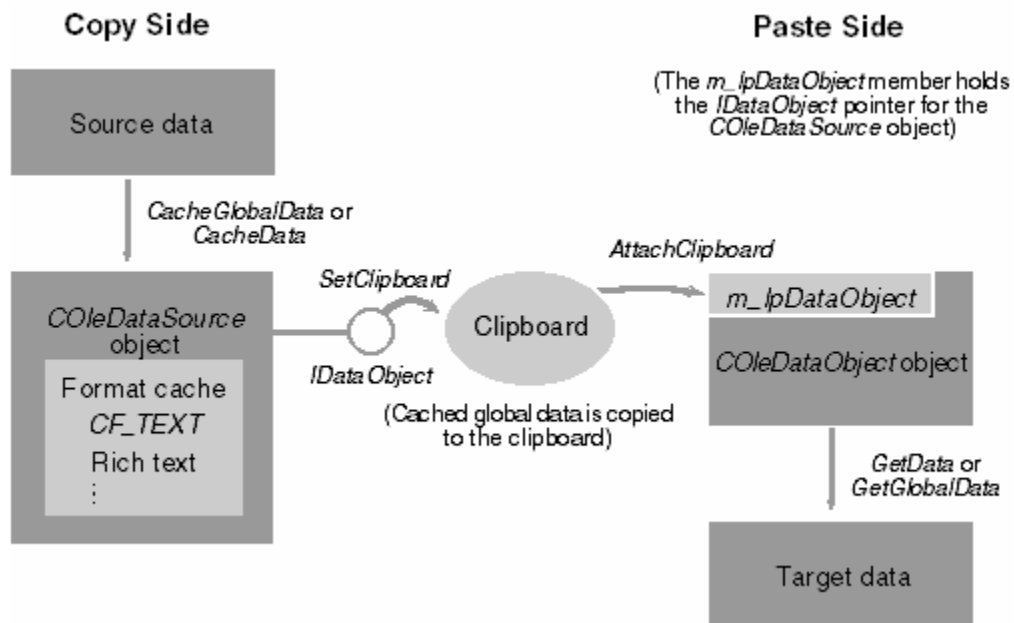 Copy Side
Source data
CacheGlobalData or
CacheData
COleDataSource
object
Format cache
CF_TEXT
Rich text
⋮
SetClipboard
IDataObject
Clipboard
(Cached global data is copied
to the clipboard)
Paste Side
(The m_lpDataObject member holds
the IDataObject pointer for the
COleDataSource object)
AttachClipboard
m_lpDataObject
COleDataObject object
GetData or
GetGlobalData
Target data